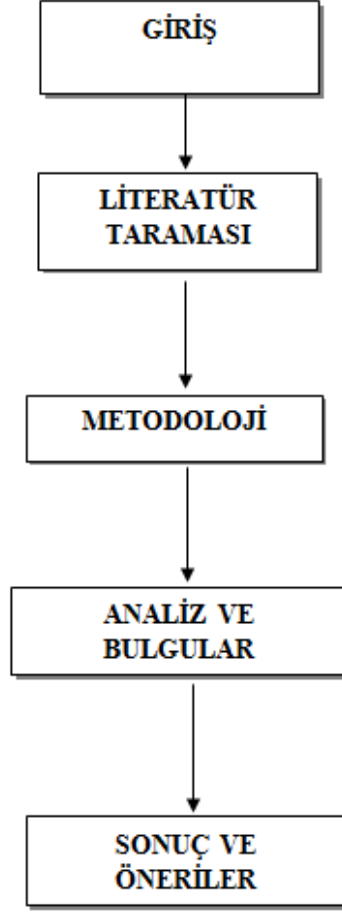 GİRİŞ
LİTERATÜR
TARAMASI
METODOLOJİ
ANALİZ VE
BULGULAR
SONUÇ VE
ÖNERİLER